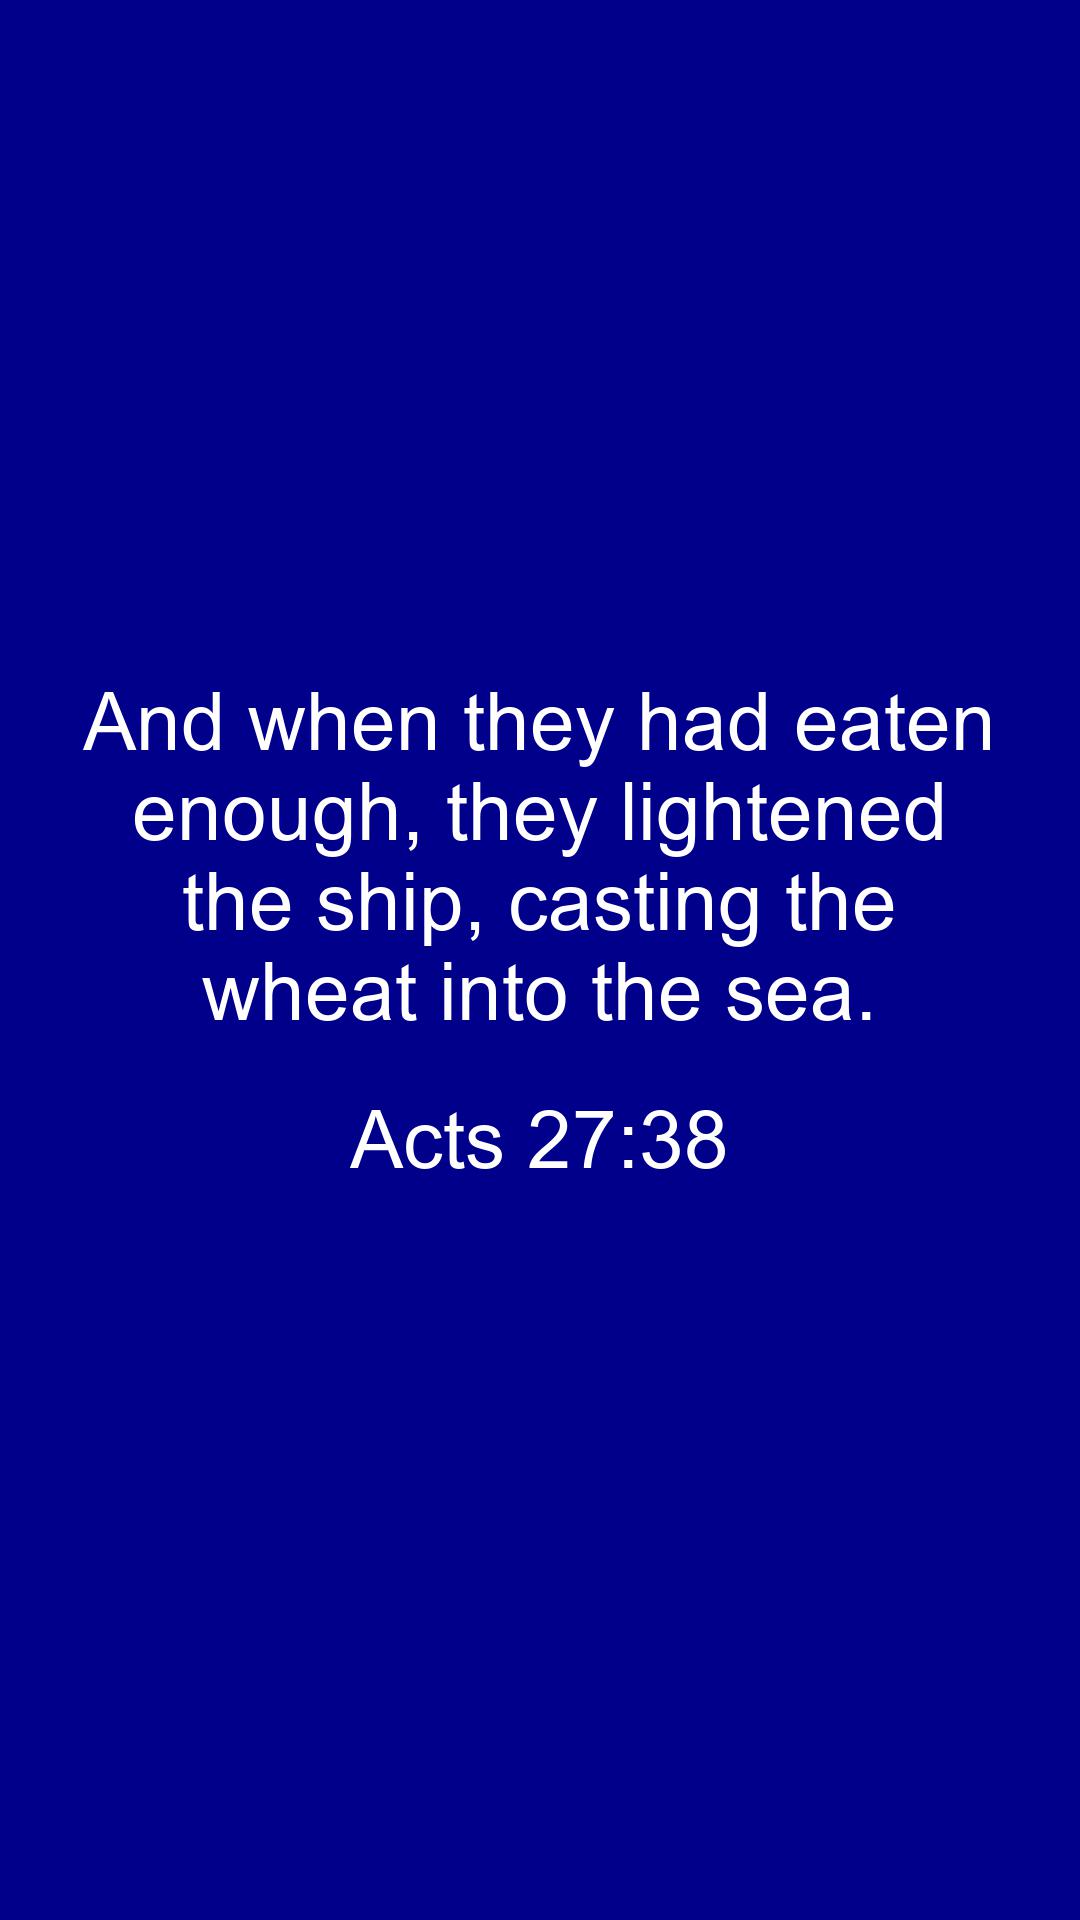 And when they had eaten
enough, they lightened
the ship, casting the
wheat into the sea.
Acts 27:38